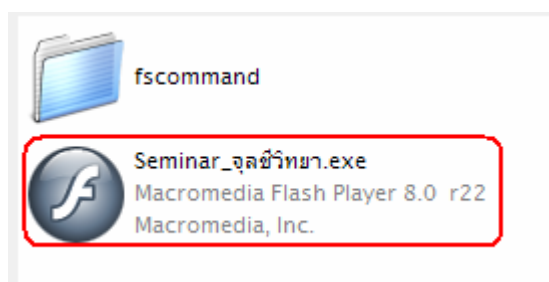 fscommand
Seminar_จุลชีวิทยา.exe
Macromedia Flash Player 8.0 r22
Macromedia, Inc.